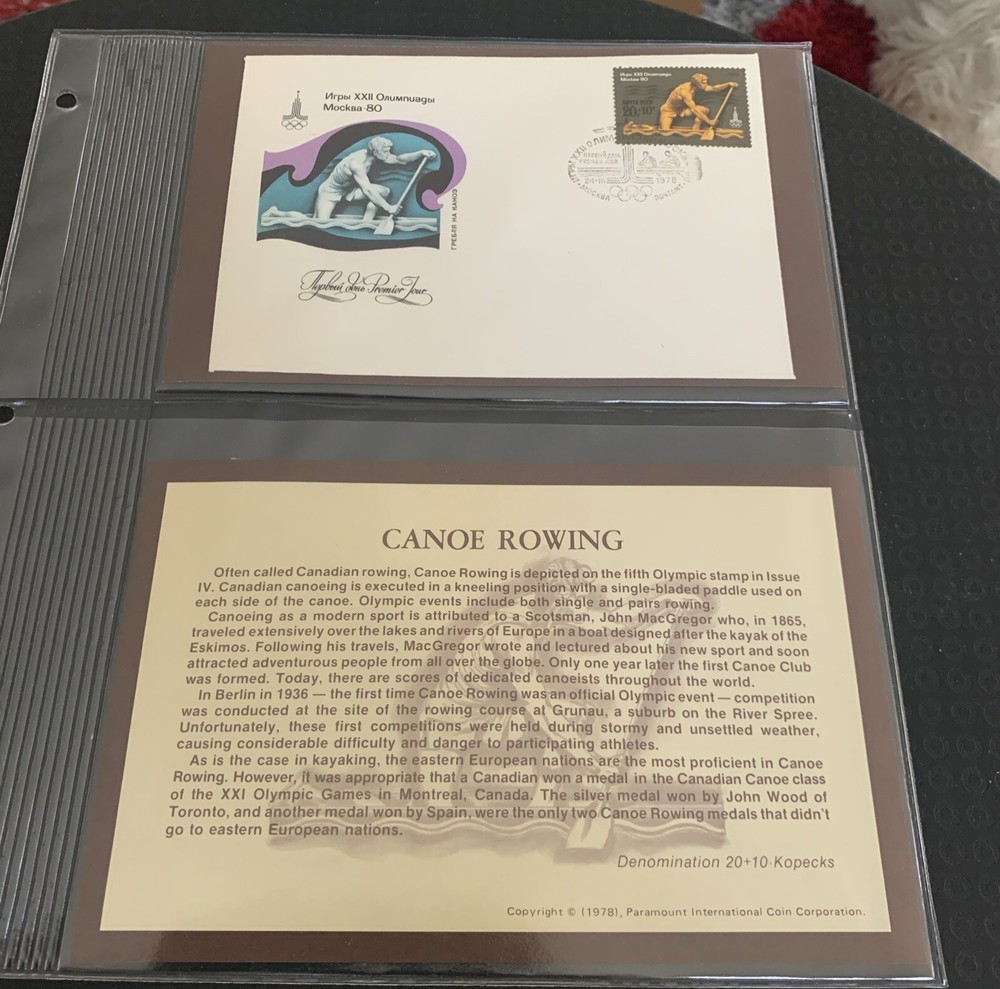 Игры XXII Олимпиады
Москва·80
ГРЕБЛЯ НА КАНОЭ
Первый день Premier Jour
Игры XXII Олимпиады
Москва·80
ПОЧТА СССР
20к+10к
ПЕРВЫЙ ДЕНЬ
24-III 1978
МОСКВА ПОЧТАМТ
CANOE ROWING
Often called Canadian rowing, Canoe Rowing is depicted on the fifth Olympic stamp in Issue
IV. Canadian canoeing is executed in a kneeling position with a single-bladed paddle used on
each side of the canoe. Olympic events include both single and pairs rowing.
Canoeing as a modern sport is attributed to a Scotsman, John MacGregor who, in 1865,
traveled extensively over the lakes and rivers of Europe in a boat designed after the kayak of the
Eskimos. Following his travels, MacGregor wrote and lectured about his new sport and soon
attracted adventurous people from all over the globe. Only one year later the first Canoe Club
was formed. Today, there are scores of dedicated canoeists throughout the world.
In Berlin in 1936 — the first time Canoe Rowing was an official Olympic event — competition
was conducted at the site of the rowing course at Grunau, a suburb on the River Spree.
Unfortunately, these first competitions were held during stormy and unsettled weather,
causing considerable difficulty and danger to participating athletes.
As is the case in kayaking, the eastern European nations are the most proficient in Canoe
Rowing. However, it was appropriate that a Canadian won a medal in the Canadian Canoe class
of the XXI Olympic Games in Montreal, Canada. The silver medal won by John Wood of
Toronto, and another medal won by Spain, were the only two Canoe Rowing medals that didn't
go to eastern European nations.
Denomination 20+10 Kopecks
Copyright © (1978), Paramount International Coin Corporation.